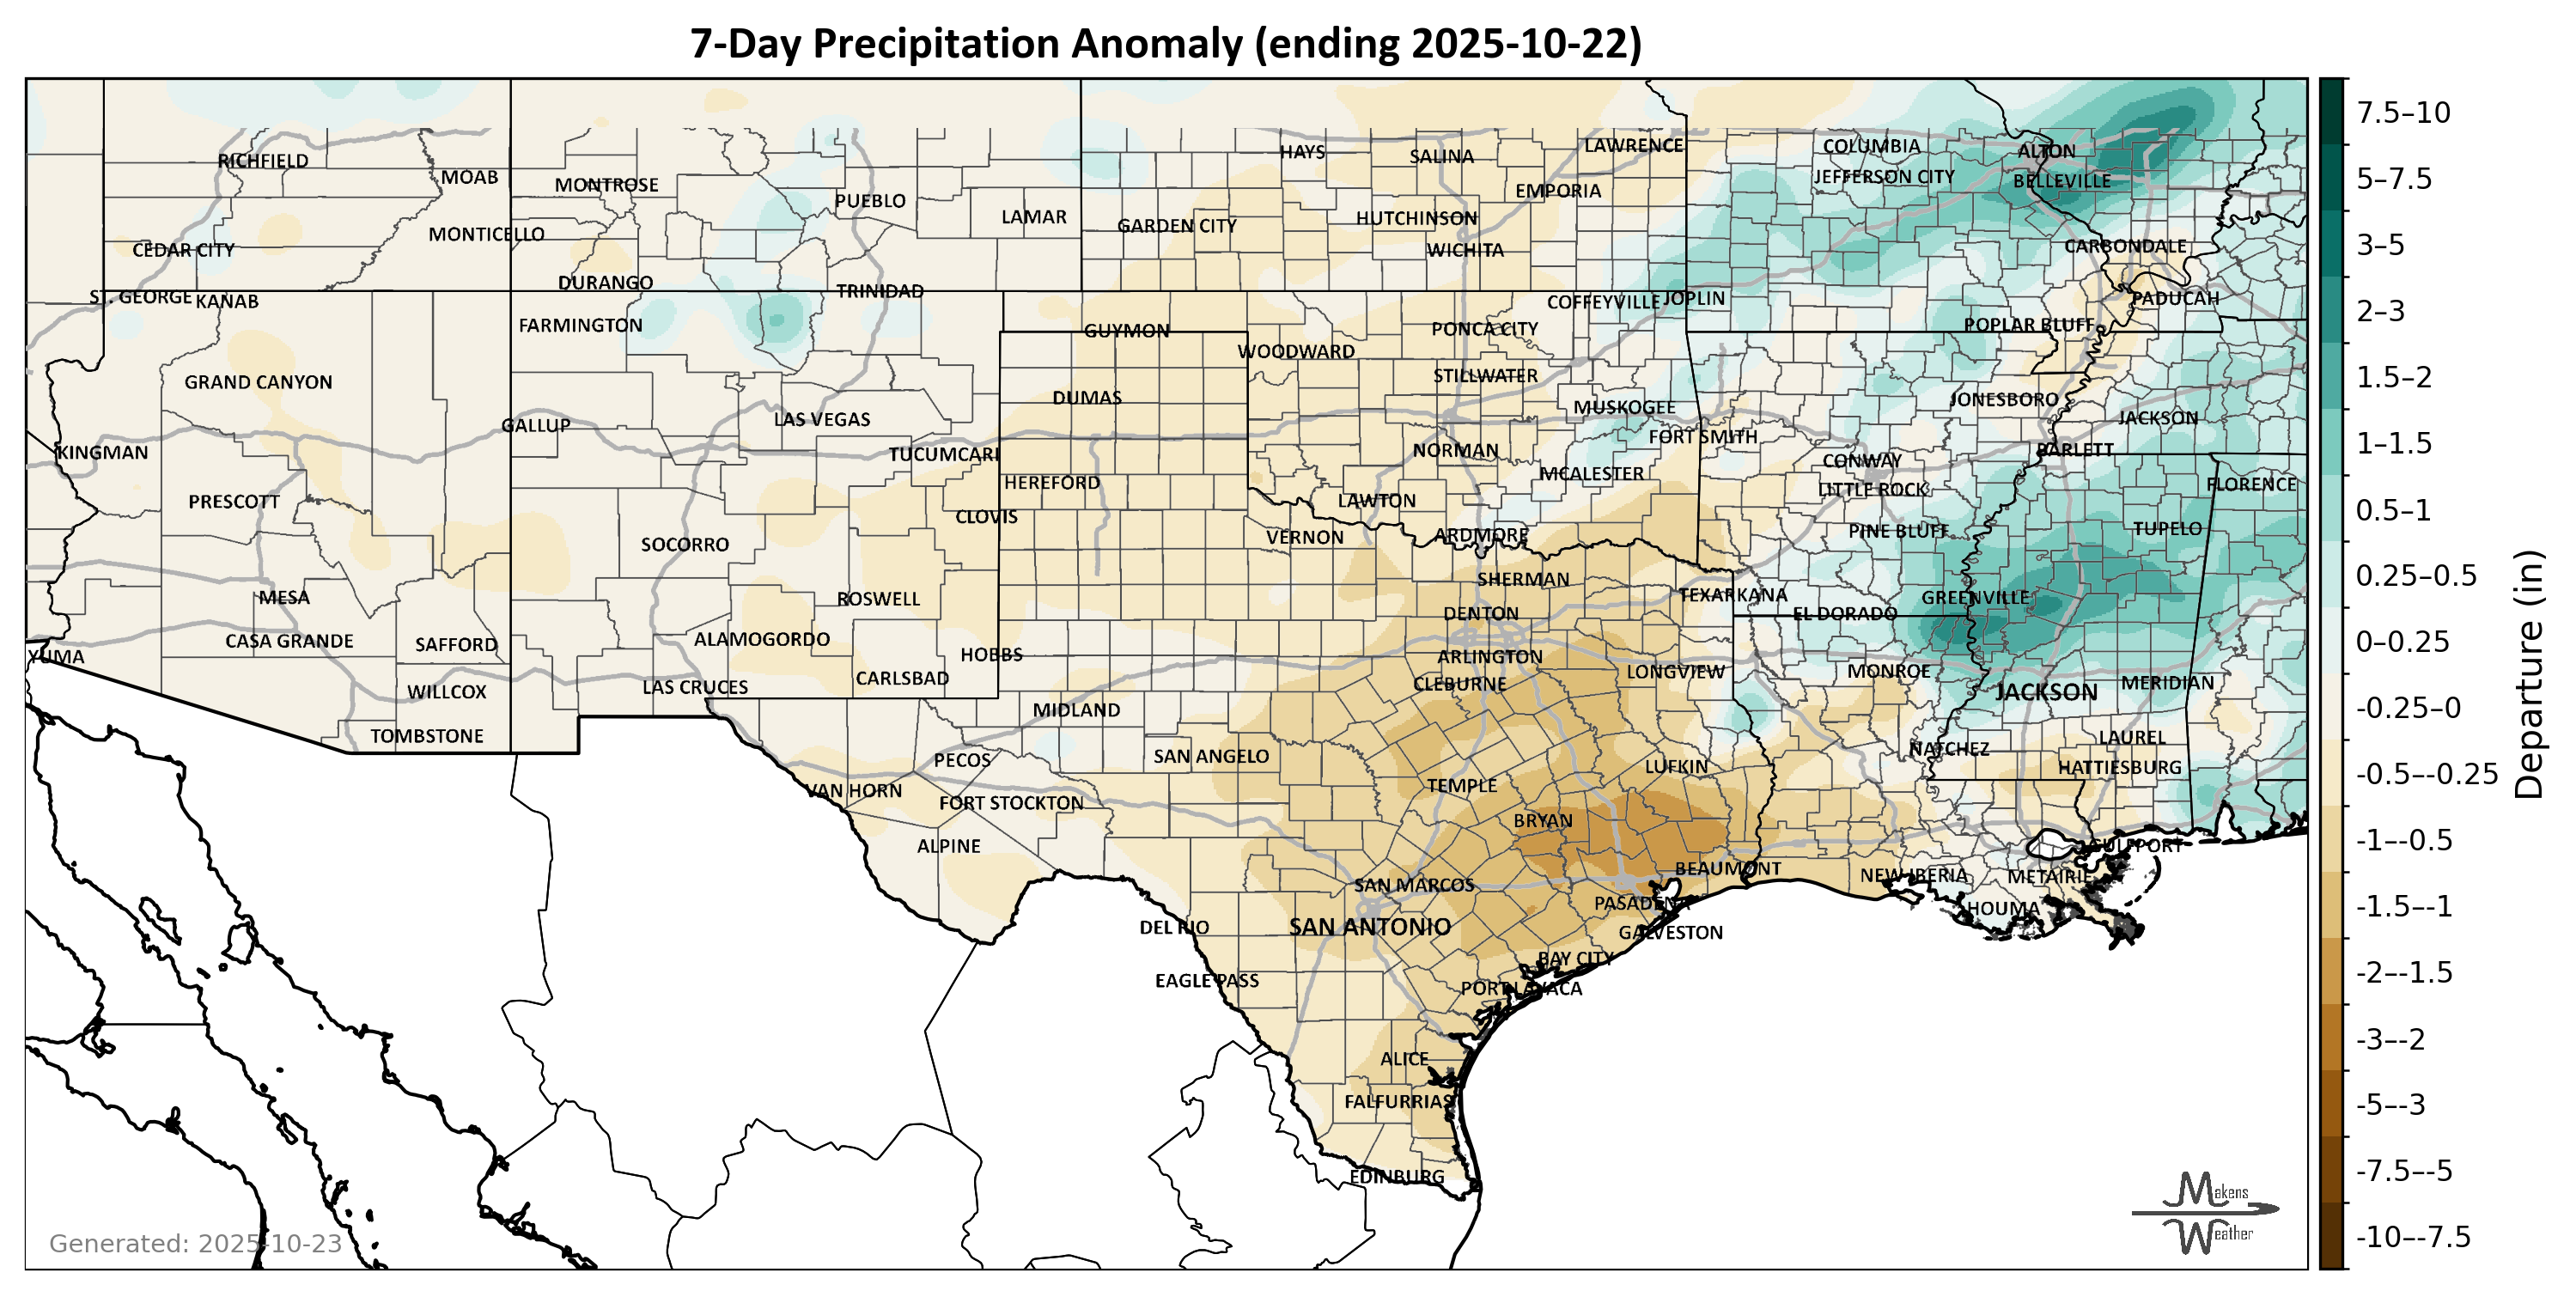 7-Day Precipitation Anomaly (ending 2025-10-22)
RICHFIELD
MOAB
MONTROSE
PUEBLO
LAMAR
HAYS
SALINA
LAWRENCE
EMPORIA
COLUMBIA
ALTON
JEFFERSON CITY
BELLEVILLE
CEDAR CITY
MONTICELLO
GARDEN CITY
HUTCHINSON
WICHITA
CARBONDALE
DURANGO
TRINIDAD
ST. GEORGE
KANAB
COFFEYVILLE
JOPLIN
PADUCAH
FARMINGTON
GUYMON
PONCA CITY
POPLAR BLUFF
WOODWARD
GRAND CANYON
STILLWATER
DUMAS
MUSKOGEE
JONESBORO
GALLUP
LAS VEGAS
JACKSON
KINGMAN
TUCUMCARI
NORMAN
FORT SMITH
BARLETT
CONWAY
HEREFORD
MCALESTER
LITTLE ROCK
FLORENCE
PRESCOTT
LAWTON
CLOVIS
PINE BLUFF
TUPELO
SOCORRO
VERNON
ARDMORE
SHERMAN
MESA
ROSWELL
TEXARKANA
GREENVILLE
DENTON
EL DORADO
CASA GRANDE
SAFFORD
ALAMOGORDO
YUMA
HOBBS
ARLINGTON
LONGVIEW
MONROE
CARLSBAD
CLEBURNE
LAS CRUCES
WILLCOX
JACKSON
MERIDIAN
MIDLAND
TOMBSTONE
PECOS
SAN ANGELO
NATCHEZ
LAUREL
LUFKIN
HATTIESBURG
VAN HORN
FORT STOCKTON
TEMPLE
BRYAN
ALPINE
GULFPORT
BEAUMONT
SAN MARCOS
NEW IBERIA
METAIRIE
PASADENA
HOUMA
DEL RIO
SAN ANTONIO
GALVESTON
BAY CITY
EAGLE PASS
PORT LAVACA
ALICE
FALFURRIAS
EDINBURG
Generated: 2025-10-23
Makens
Weather
7.5–10
5–7.5
3–5
2–3
1.5–2
1–1.5
0.5–1
0.25–0.5
0–0.25
-0.25–0
-0.5–-0.25
-1–-0.5
-1.5–-1
-2–-1.5
-3–-2
-5–-3
-7.5–-5
-10–-7.5
Departure (in)